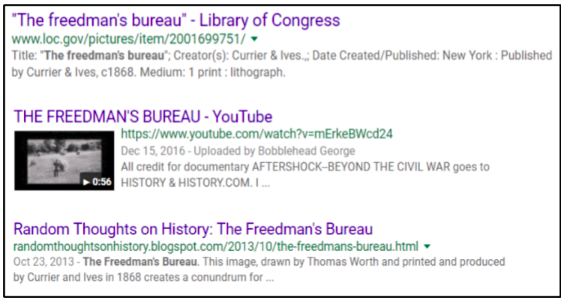 "The freedman's bureau" - Library of Congress
www.loc.gov/pictures/item/2001699751/
Title: "The freedman's bureau"; Creator(s): Currier & Ives.,; Date Created/Published: New York : Published
by Currier & Ives, c1868. Medium: 1 print : lithograph.
THE FREEDMAN'S BUREAU - YouTube
https://www.youtube.com/watch?v=mErkeBWcd24
Dec 15, 2016 - Uploaded by Bobblehead George
All credit for documentary AFTERSHOCK--BEYOND THE CIVIL WAR goes to
HISTORY & HISTORY.COM. I ...
0:56
Random Thoughts on History: The Freedman's Bureau
randomthoughtsonhistory.blogspot.com/2013/10/the-freedmans-bureau.html
Oct 23, 2013 - The Freedman's Bureau. This image, drawn by Thomas Worth and printed and produced
by Currier and Ives in 1868 creates a conundrum for ...